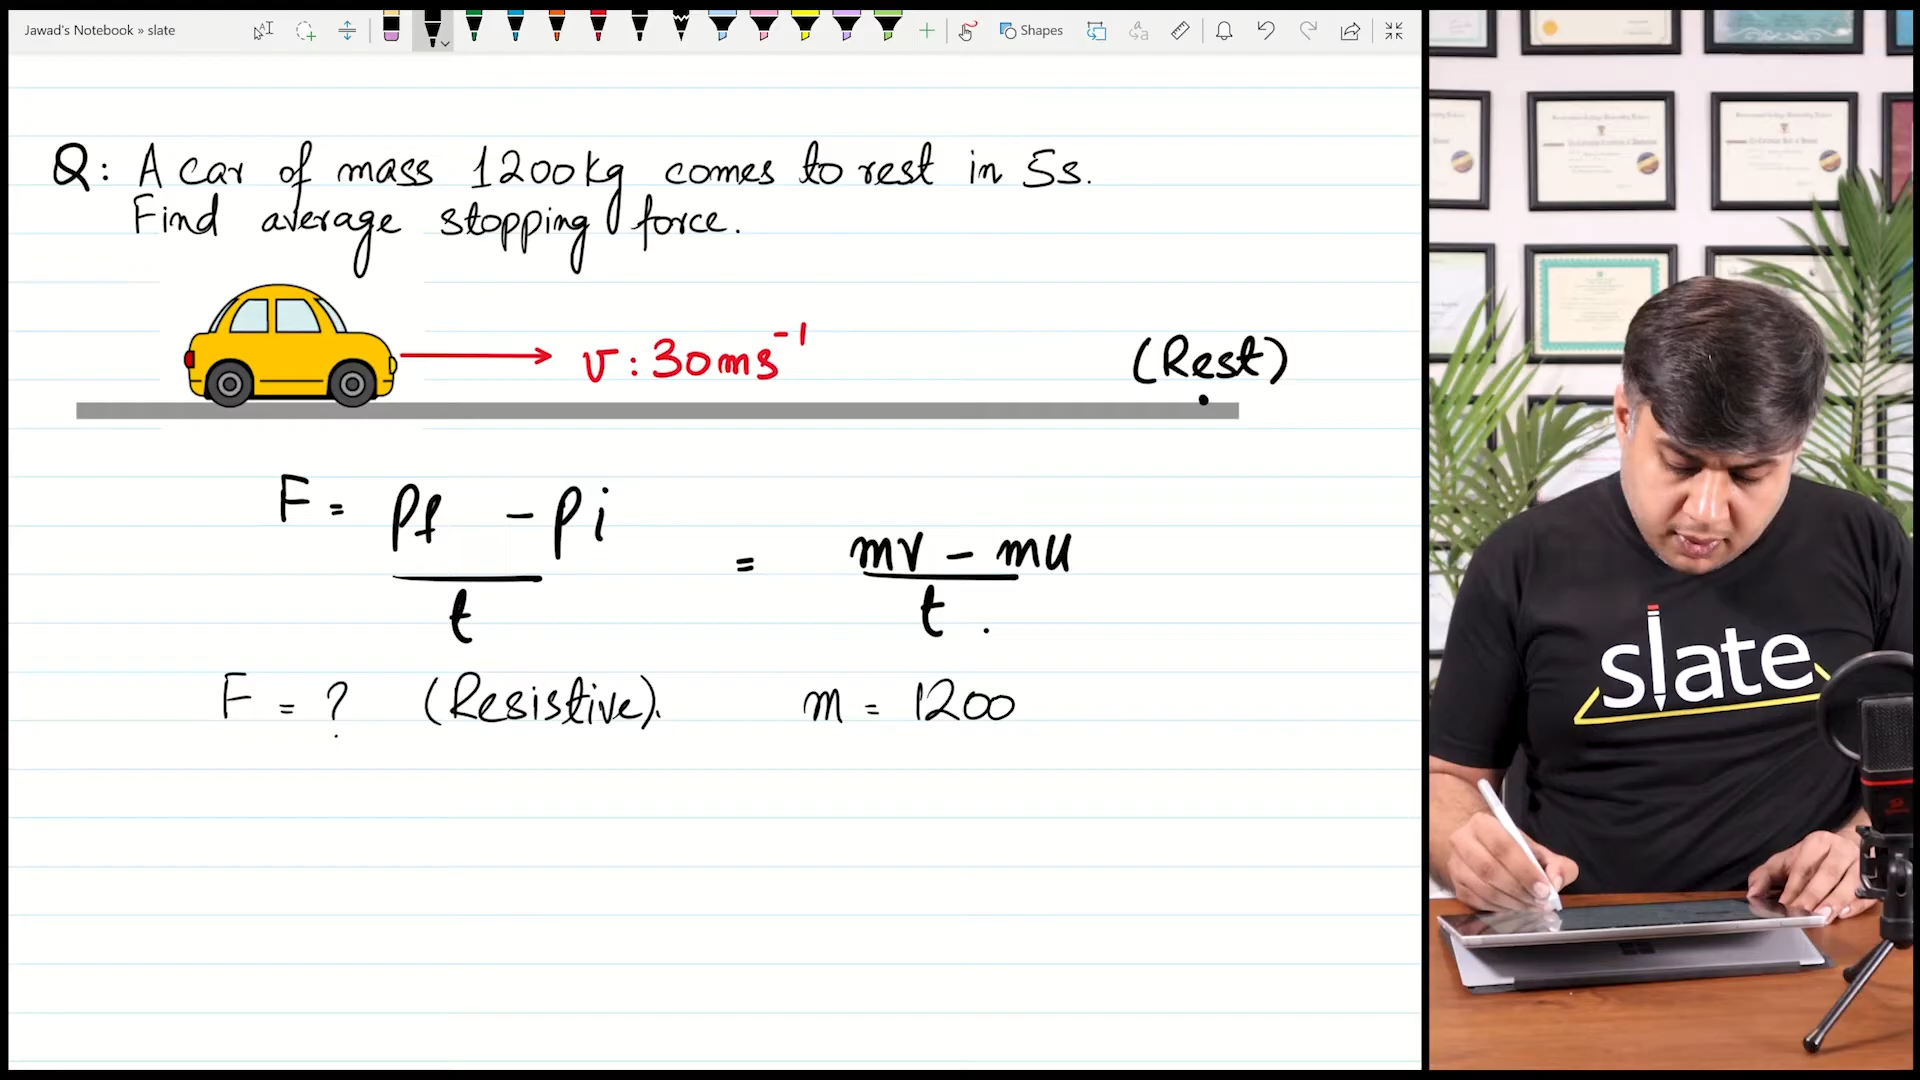 Jawad's Notebook » slate
Shapes
Q: A car of mass 1200kg comes to rest in 5s.
Find average stopping force.
v: 30ms⁻¹
(Rest)
F = pf - pi / t = mv - mu / t.
F = ? (Resistive). m = 1200
slate